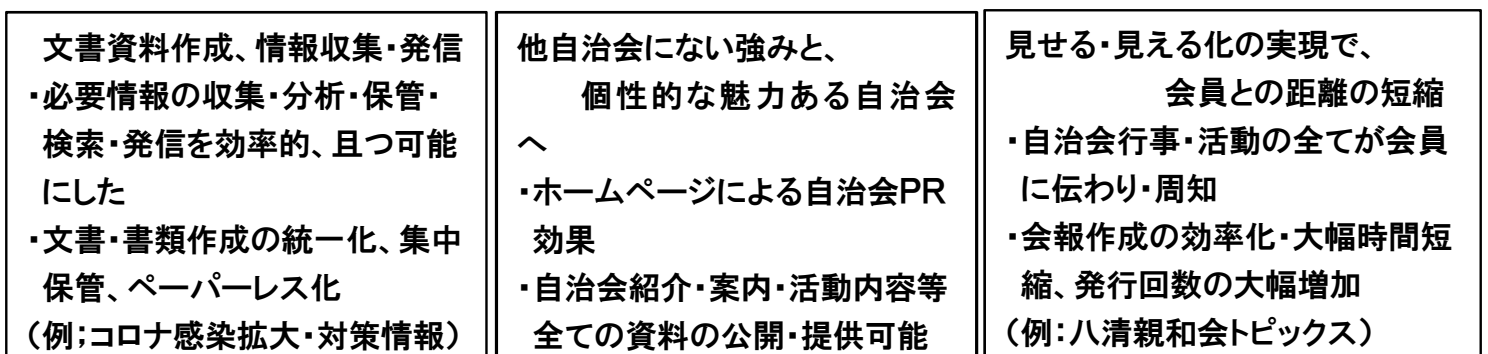 文書資料作成、情報収集・発信
・必要情報の収集・分析・保管・
検索・発信を効率的、且つ可能
にした
・文書・書類作成の統一化、集中
保管、ペーパーレス化
（例；コロナ感染拡大・対策情報）
他自治会にない強みと、
個性的な魅力ある自治会
へ
・ホームページによる自治会PR
効果
・自治会紹介・案内・活動内容等
全ての資料の公開・提供可能
見せる・見える化の実現で、
会員との距離の短縮
・自治会行事・活動の全てが会員
に伝わり・周知
・会報作成の効率化・大幅時間短
縮、発行回数の大幅増加
（例：八清親和会トピックス）